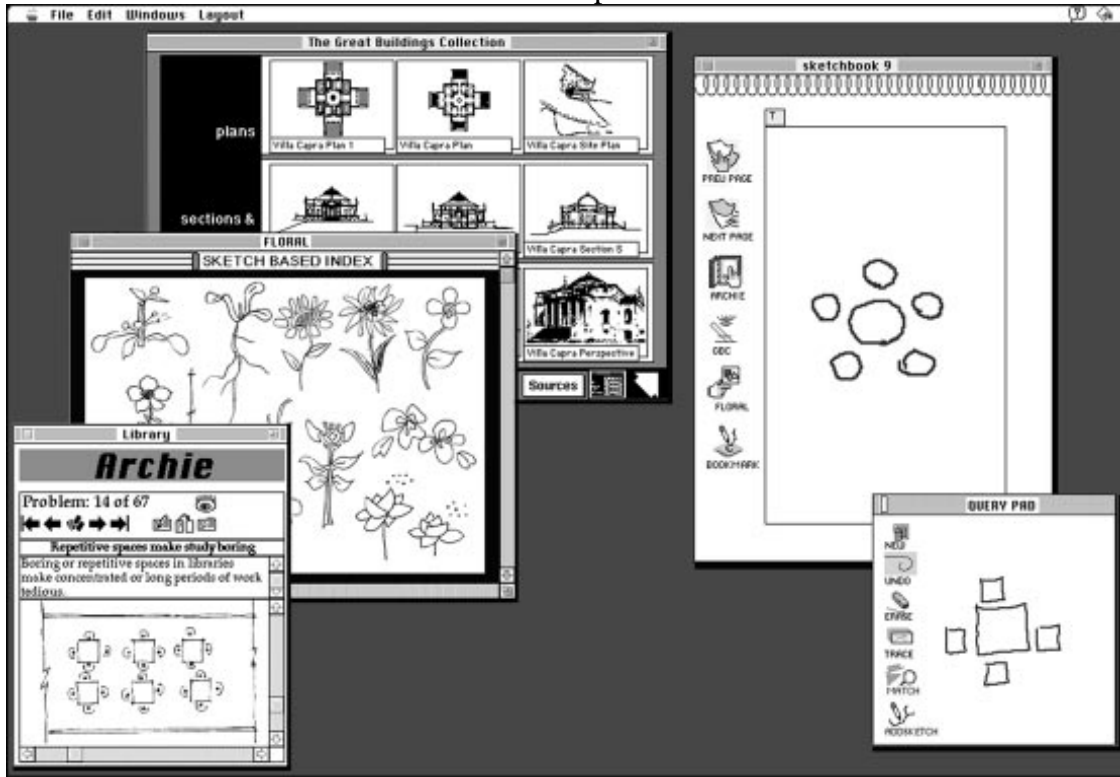 File Edit Windows Layout
The Great Buildings Collection
plans
Villa Capra Plan 1
Villa Capra Plan
Villa Capra Site Plan
sections &
Villa Capra Section S
Villa Capra Perspective
Sources
FLORAL
SKETCH BASED INDEX
Library
Archie
Problem: 14 of 67
Repetitive spaces make study boring
Boring or repetitive spaces in libraries
make concentrated or long periods of work
tedious.
sketchbook 9
T
PREV PAGE
NEXT PAGE
ARCHIE
GBC
FLORAL
BOOKMARK
QUERY PAD
NEW
UNDO
ERASE
TRACE
MATCH
ADDSKETCH